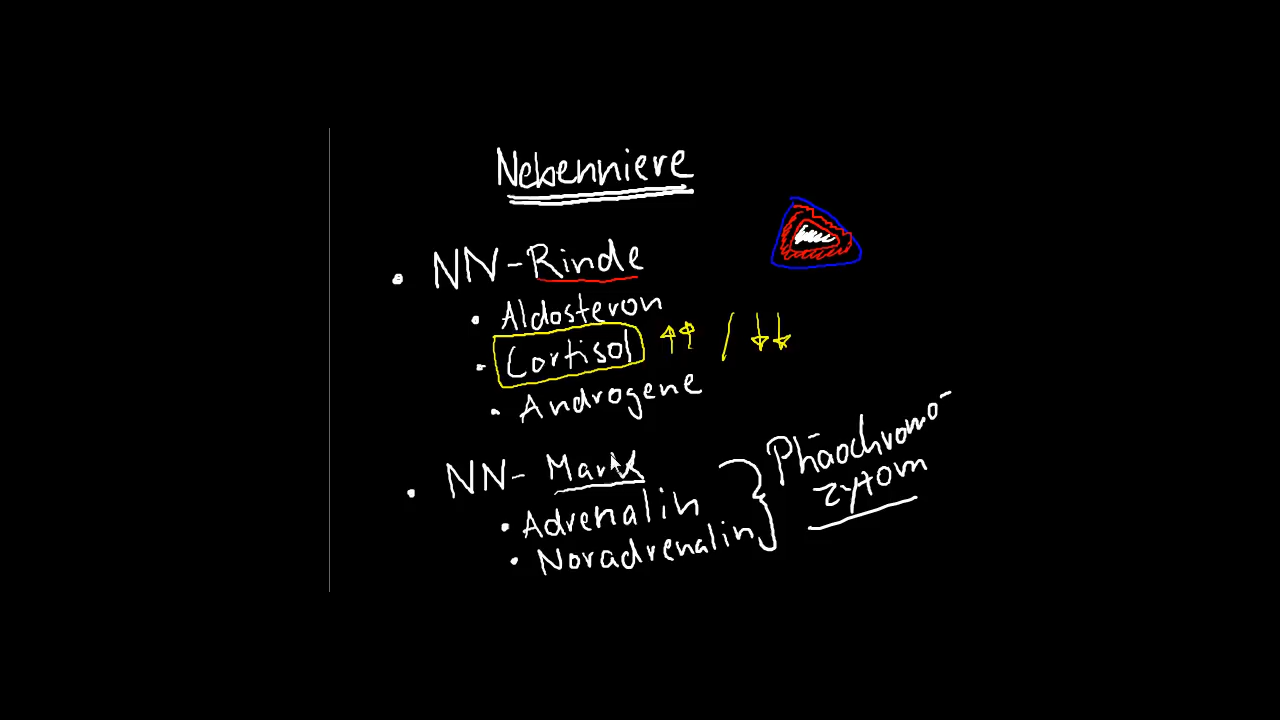 Nebenniere
• NN-Rinde
• Aldosteron
• Cortisol ↑↑ / ↓↓
• Androgene
• NN-Mark
• Adrenalin
• Noradrenalin
Phäochromo-
zytom